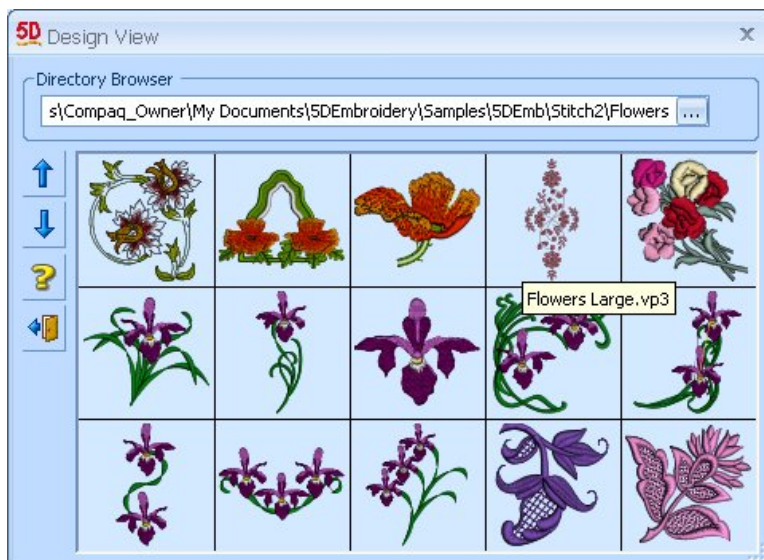 5D Design View
Directory Browser
s\Compaq_Owner\My Documents\5DEmbroidery\Samples\5DEmb\Stitch2\Flowers ...
?
Flowers Large.vp3